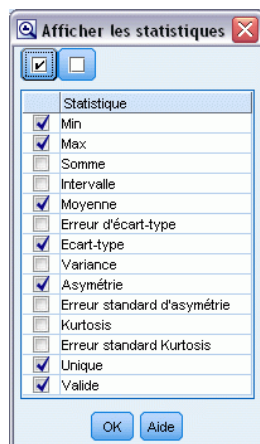 Afficher les statistiques
Statistique
Min
Max
Somme
Intervalle
Moyenne
Erreur d'écart-type
Ecart-type
Variance
Asymétrie
Erreur standard d'asymétrie
Kurtosis
Erreur standard Kurtosis
Unique
Valide
OK Aide